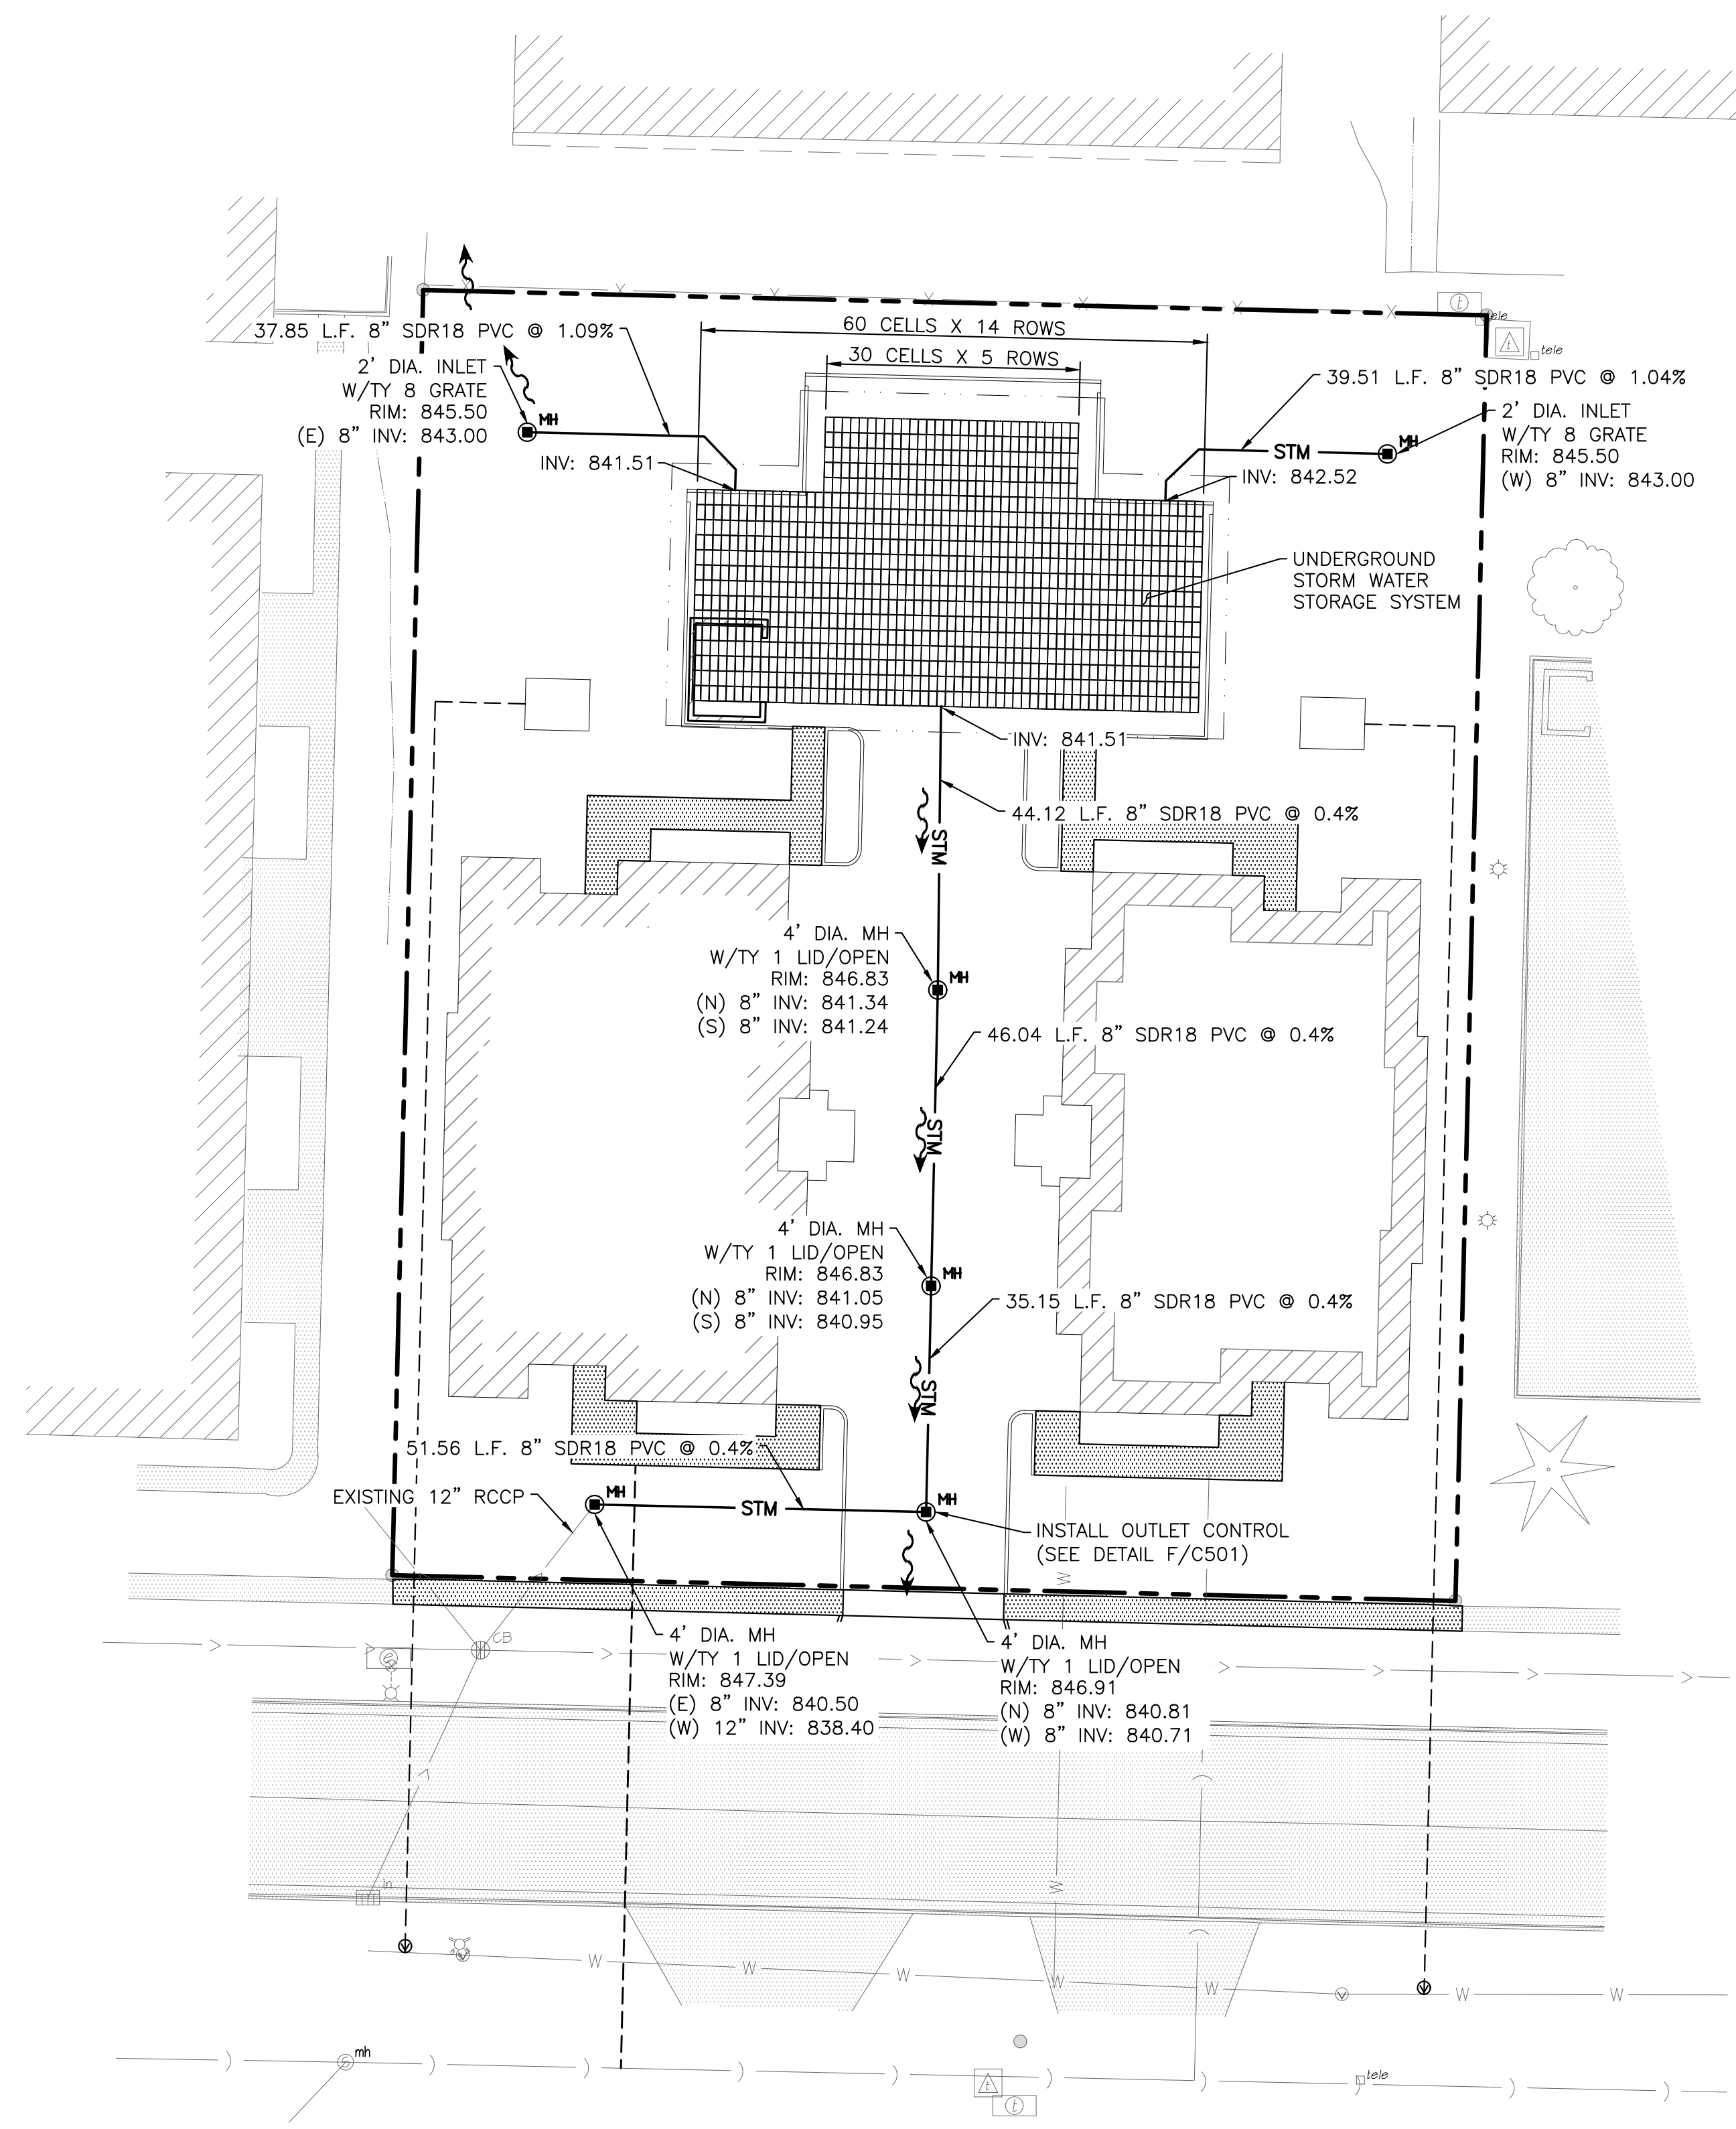 60 CELLS X 14 ROWS
30 CELLS X 5 ROWS
37.85 L.F. 8” SDR18 PVC @ 1.09%
2’ DIA. INLET
W/TY 8 GRATE
RIM: 845.50
(E) 8” INV: 843.00
MH
INV: 841.51
X
X
X
X
X
X
t
tele
t
tele
39.51 L.F. 8” SDR18 PVC @ 1.04%
2’ DIA. INLET
W/TY 8 GRATE
RIM: 845.50
(W) 8” INV: 843.00
MH
STM
INV: 842.52
UNDERGROUND
STORM WATER
STORAGE SYSTEM
INV: 841.51
44.12 L.F. 8” SDR18 PVC @ 0.4%
STM
4’ DIA. MH
W/TY 1 LID/OPEN
RIM: 846.83
(N) 8” INV: 841.34
(S) 8” INV: 841.24
MH
46.04 L.F. 8” SDR18 PVC @ 0.4%
STM
4’ DIA. MH
W/TY 1 LID/OPEN
RIM: 846.83
(N) 8” INV: 841.05
(S) 8” INV: 840.95
MH
35.15 L.F. 8” SDR18 PVC @ 0.4%
STM
51.56 L.F. 8” SDR18 PVC @ 0.4%
EXISTING 12” RCCP
MH
STM
MH
INSTALL OUTLET CONTROL
(SEE DETAIL F/C501)
W
CB
e
4’ DIA. MH
W/TY 1 LID/OPEN
RIM: 847.39
(E) 8” INV: 840.50
(W) 12” INV: 838.40
4’ DIA. MH
W/TY 1 LID/OPEN
RIM: 846.91
(N) 8” INV: 840.81
(W) 8” INV: 840.71
In
W
W
W
W
W
W
W
W
mh
S
t
t
tele